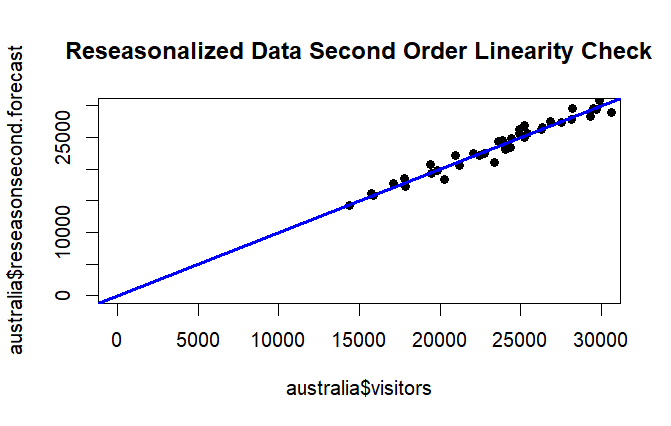 Reseasonalized Data Second Order Linearity Check
australia$reseasonsecond.forecast
25000
10000
0
0 5000 10000 15000 20000 25000 30000
australia$visitors